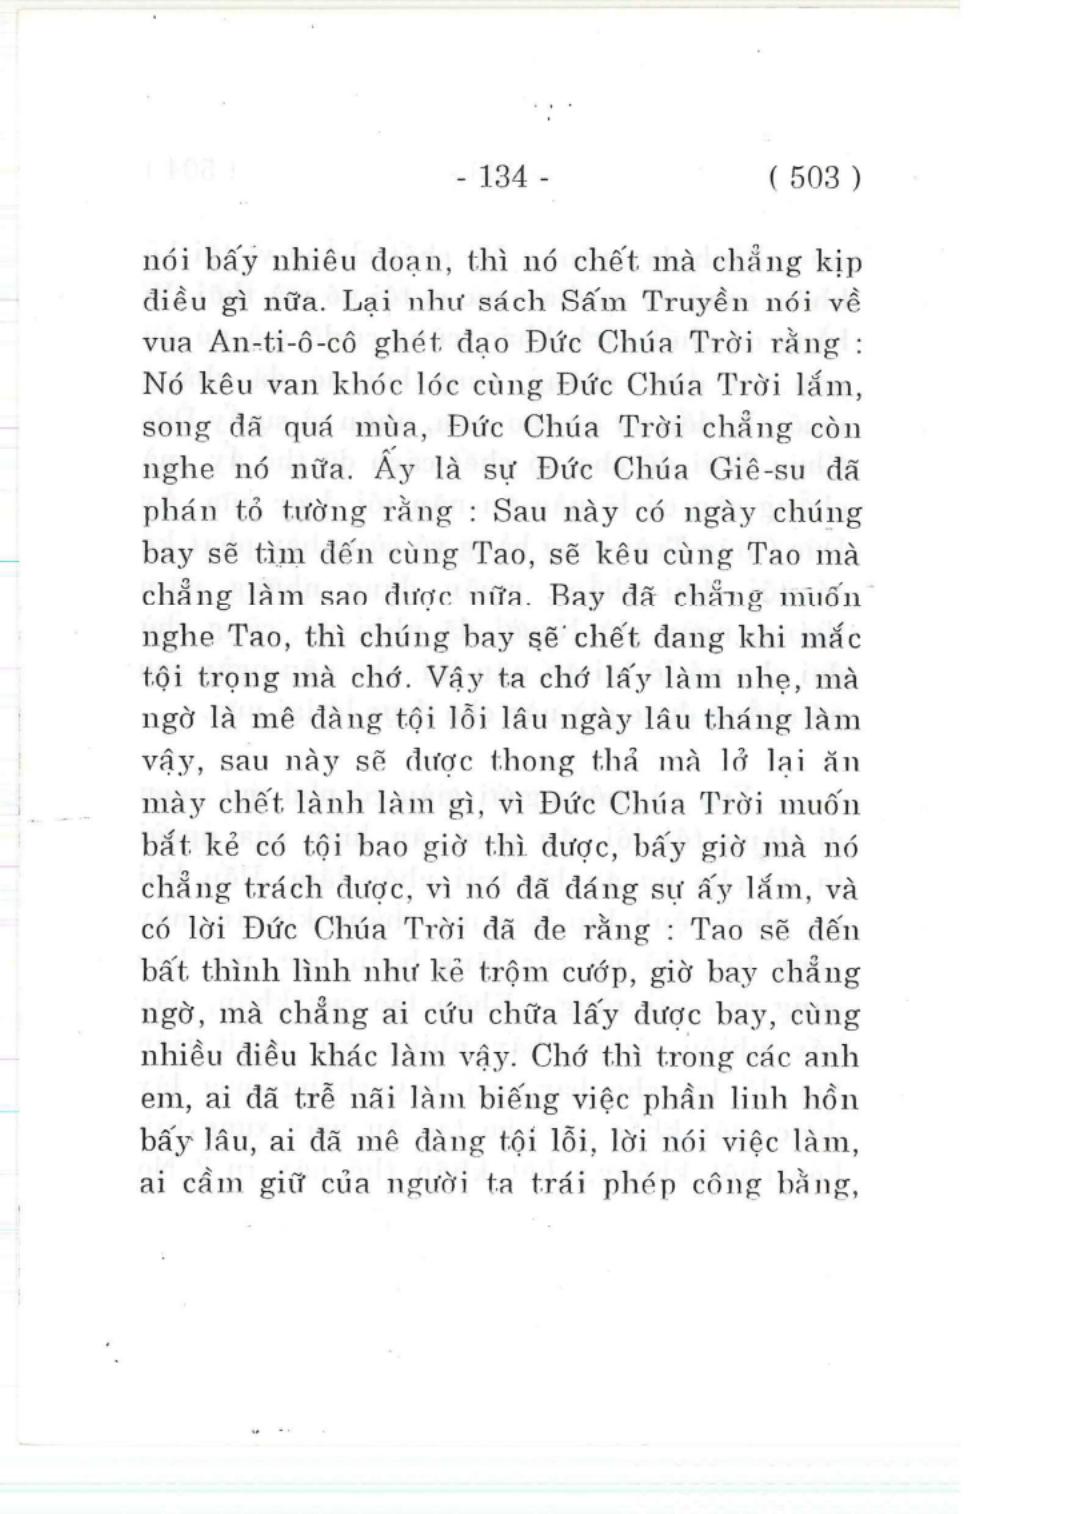 - 134 - ( 503 )
nói bấy nhiêu đoạn, thì nó chết mà chẳng kịp
điều gì nữa. Lại như sách Sấm Truyền nói về
vua An-ti-ô-cô ghét đạo Đức Chúa Trời rằng :
Nó kêu van khóc lóc cùng Đức Chúa Trời lắm,
song đã quá mùa, Đức Chúa Trời chẳng còn
nghe nó nữa. Ấy là sự Đức Chúa Giê-su đã
phán tỏ tường rằng : Sau này có ngày chúng
bay sẽ tìm đến cùng Tao, sẽ kêu cùng Tao mà
chẳng làm sao được nữa. Bay đã chẳng muốn
nghe Tao, thì chúng bay sẽ chết đang khi mắc
tội trọng mà chớ. Vậy ta chớ lấy làm nhẹ, mà
ngờ là mê đàng tội lỗi lâu ngày lâu tháng làm
vậy, sau này sẽ được thong thả mà lở lại ăn
mày chết lành làm gì, vì Đức Chúa Trời muốn
bắt kẻ có tội bao giờ thì được, bấy giờ mà nó
chẳng trách được, vì nó đã đáng sự ấy lắm, và
có lời Đức Chúa Trời đã đe rằng : Tao sẽ đến
bất thình lình như kẻ trộm cướp, giờ bay chẳng
ngờ, mà chẳng ai cứu chữa lấy được bay, cùng
nhiều điều khác làm vậy. Chớ thì trong các anh
em, ai đã trễ nãi làm biếng việc phần linh hồn
bấy lâu, ai đã mê đàng tội lỗi, lời nói việc làm,
ai cầm giữ của người ta trái phép công bằng,